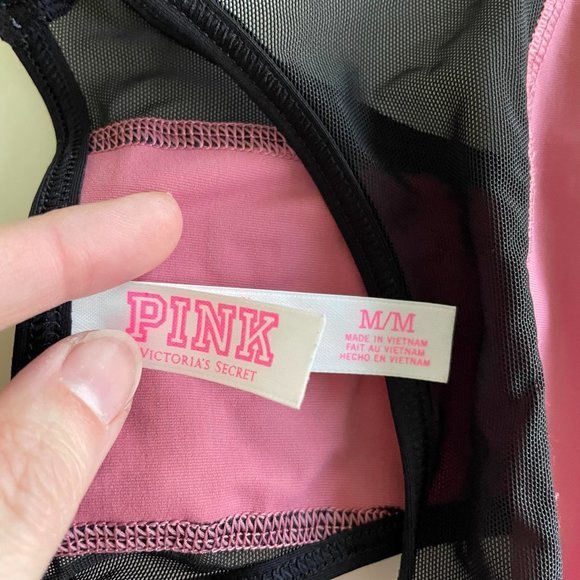 PINK
VICTORIA'S SECRET
M/M
MADE IN VIETNAM
FAIT AU VIETNAM
HECHO EN VIETNAM